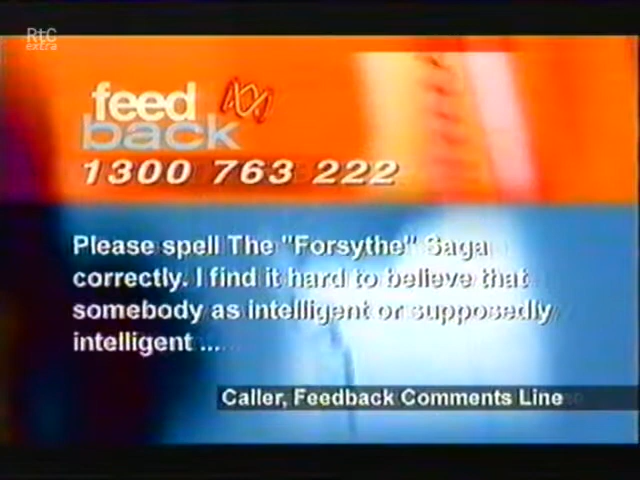 RtC
extra
feed
back
1300 763 222
Please spell The "Forsythe" Saga
correctly. I find it hard to believe that
somebody as intelligent or supposedly
intelligent ...
Caller, Feedback Comments Line